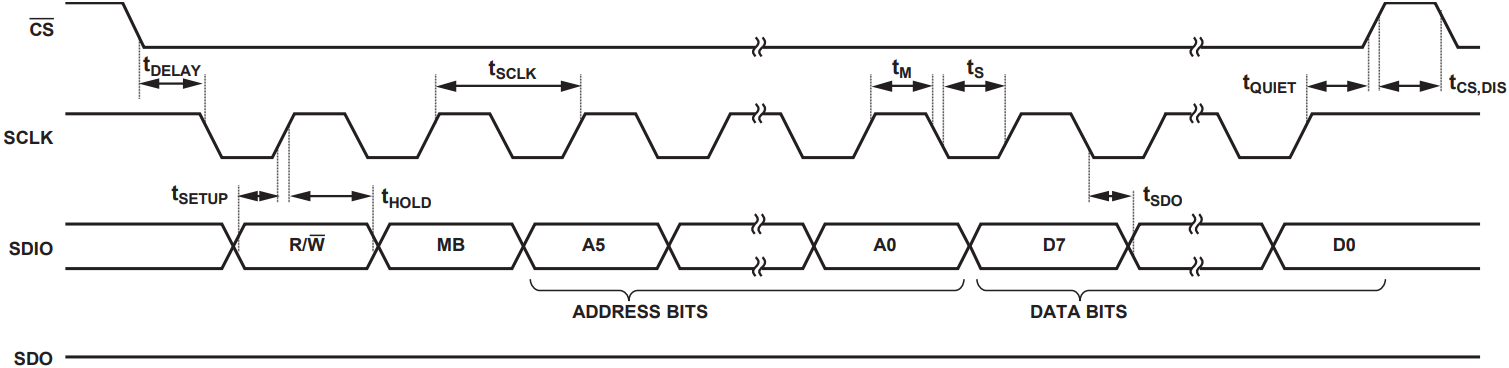 C̅S̅
tDELAY
tSCLK
tM
tS
tQUIET
tCS,DIS
SCLK
tSETUP
tHOLD
tSDO
SDIO
R/W̅
MB
A5
A0
D7
D0
ADDRESS BITS
DATA BITS
SDO